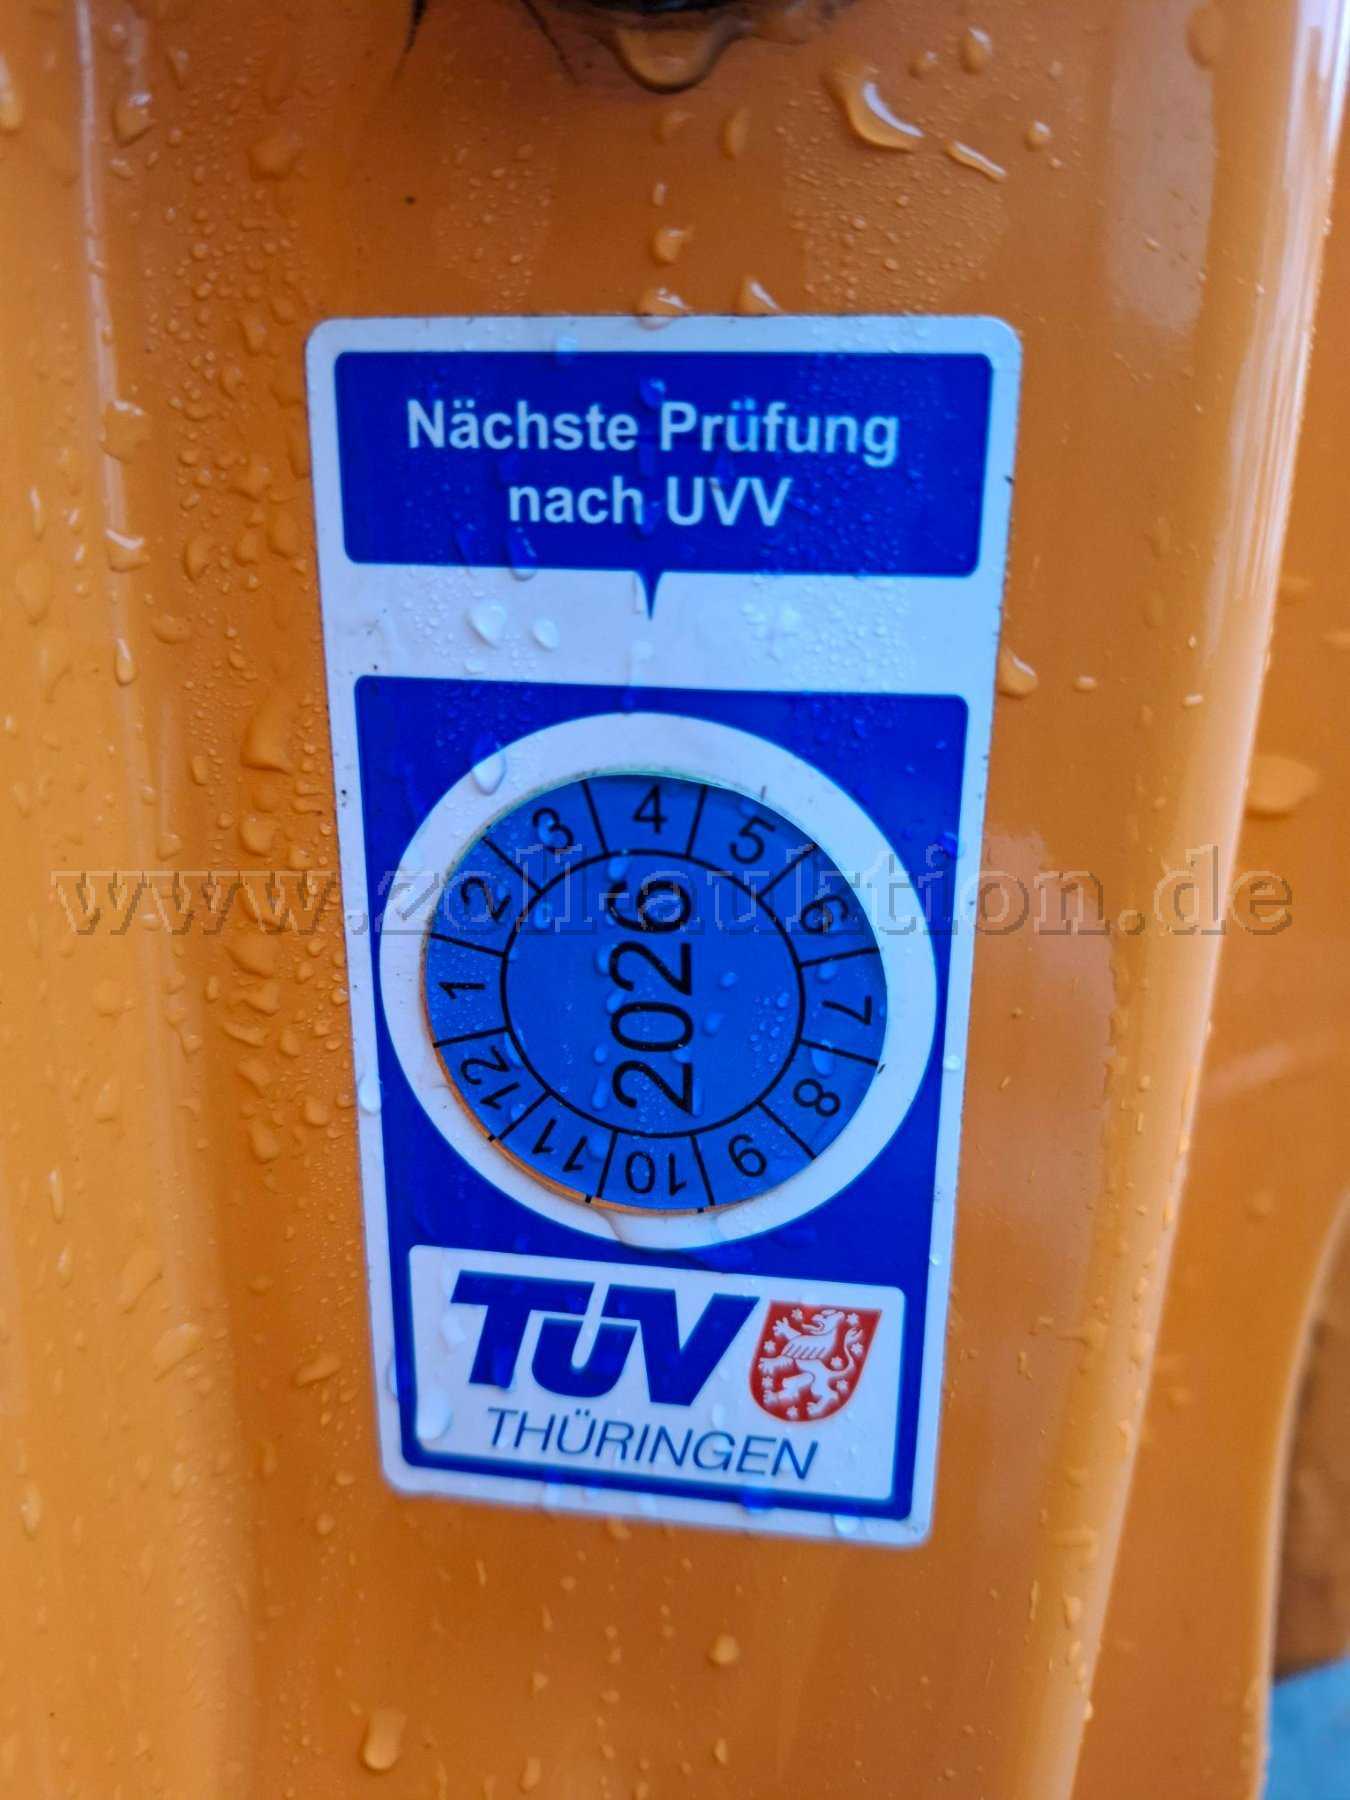 Nächste Prüfung
nach UVV
1 2 3 4 5 6 7 8 9 10 11 12
2026
www.zoll-auktion.de
TÜV
THÜRINGEN